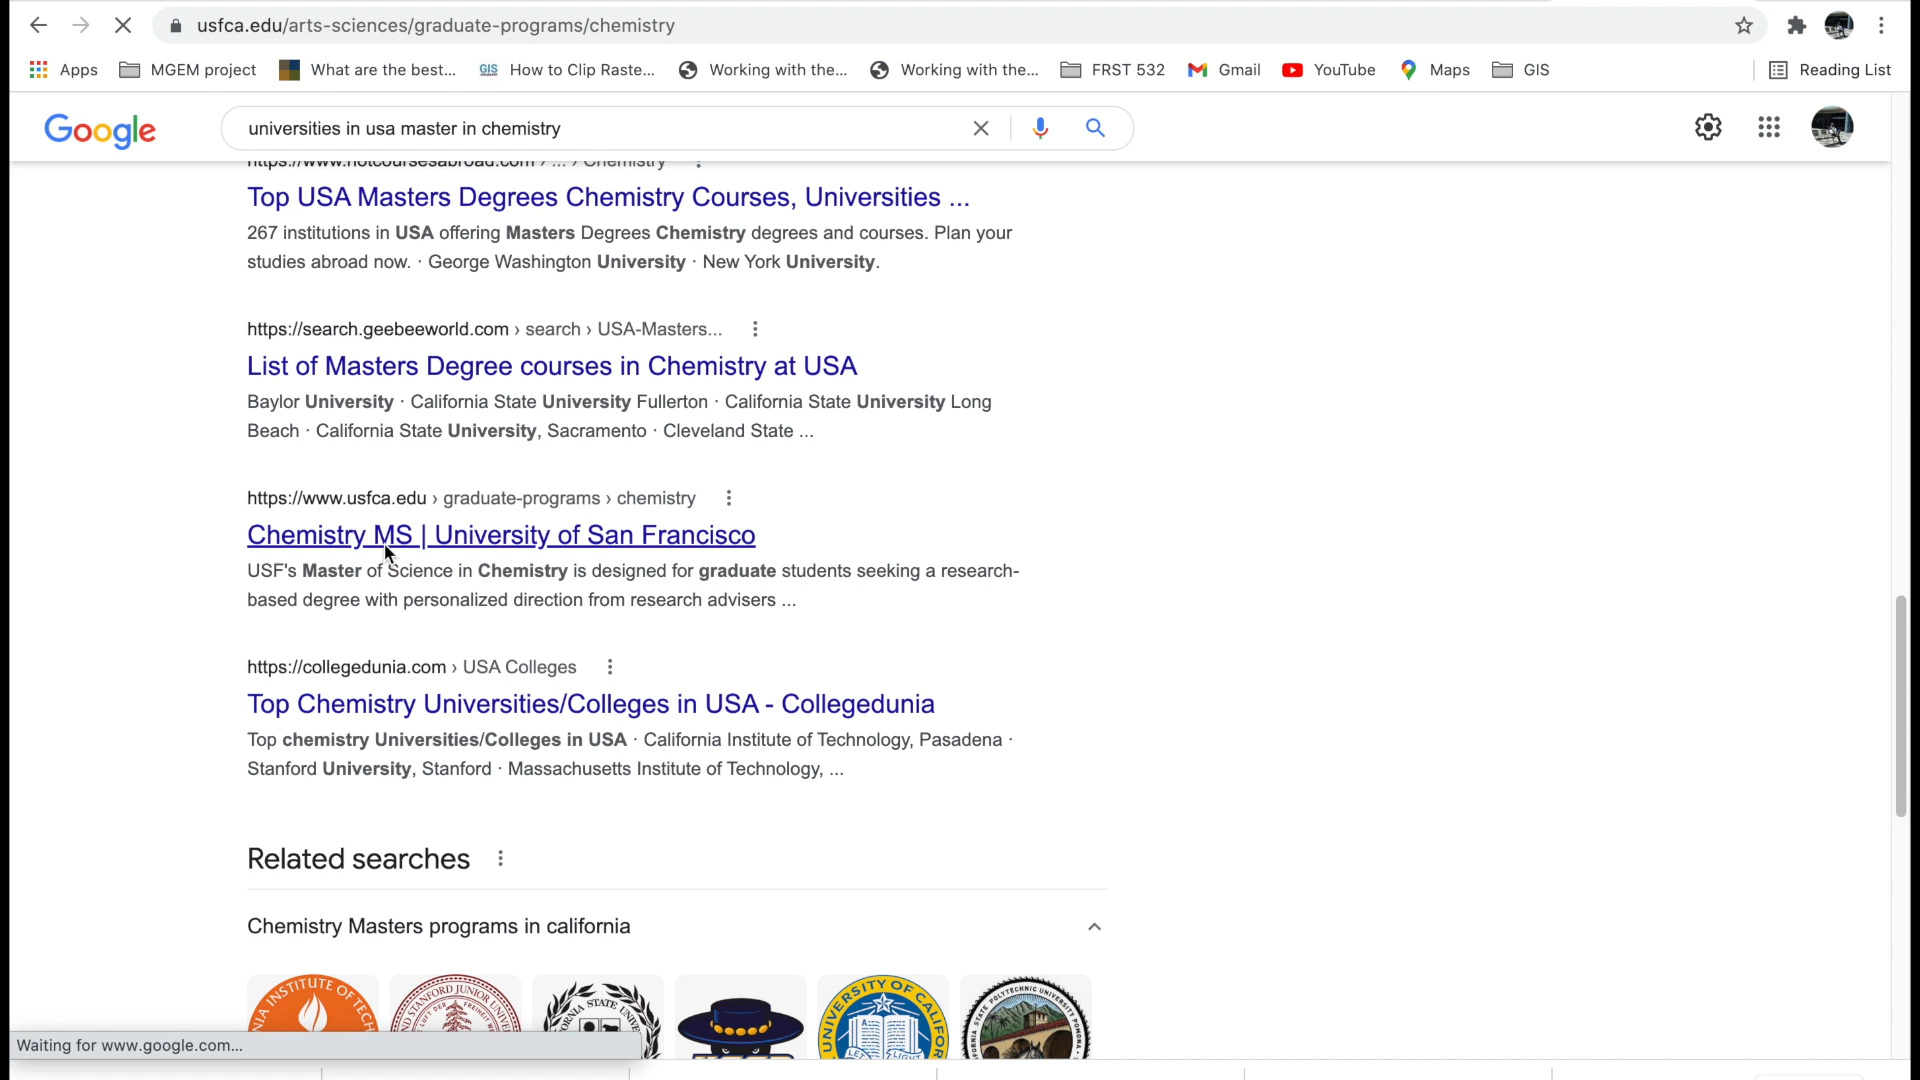 usfca.edu/arts-sciences/graduate-programs/chemistry
Apps MGEM project What are the best... GIS How to Clip Raste... Working with the... Working with the... FRST 532 Gmail YouTube Maps GIS Reading List
Google universities in usa master in chemistry
https://www.hotcoursesabroad.com › ... › Chemistry
Top USA Masters Degrees Chemistry Courses, Universities ...
267 institutions in USA offering Masters Degrees Chemistry degrees and courses. Plan your
studies abroad now. · George Washington University · New York University.
https://search.geebeeworld.com › search › USA-Masters...
List of Masters Degree courses in Chemistry at USA
Baylor University · California State University Fullerton · California State University Long
Beach · California State University, Sacramento · Cleveland State ...
https://www.usfca.edu › graduate-programs › chemistry
Chemistry MS | University of San Francisco
USF's Master of Science in Chemistry is designed for graduate students seeking a research-
based degree with personalized direction from research advisers ...
https://collegedunia.com › USA Colleges
Top Chemistry Universities/Colleges in USA - Collegedunia
Top chemistry Universities/Colleges in USA · California Institute of Technology, Pasadena ·
Stanford University, Stanford · Massachusetts Institute of Technology, ...
Related searches
Chemistry Masters programs in california
Waiting for www.google.com...